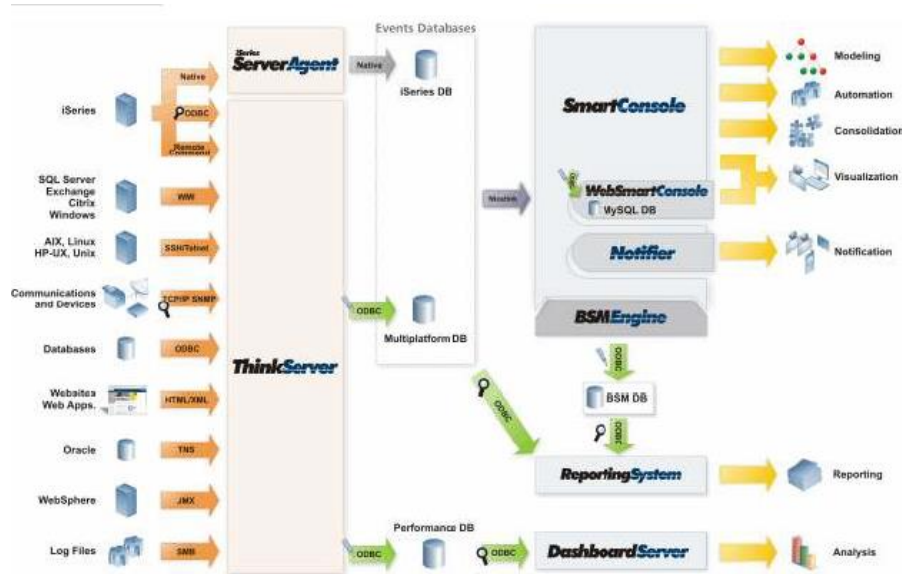 Events Databases
iSeries
ServerAgent
Native
Native
iSeries DB
iSeries
ODBC
Remote Command
SQL Server
Exchange
Citrix
Windows
WMI
AIX, Linux
HP-UX, Unix
SSH/Telnet
Communications
and Devices
TCP/IP SNMP
Databases
ODBC
Websites
Web Apps.
HTML/XML
Oracle
TNS
WebSphere
JMX
Log Files
SMB
ThinkServer
ODBC
Multiplatform DB
ODBC
Performance DB
ODBC
SmartConsole
ODBC
WebSmartConsole
MySQL DB
Notifier
BSMEngine
ODBC
BSM DB
ODBC
ODBC
ReportingSystem
DashboardServer
Modeling
Automation
Consolidation
Visualization
Notification
Reporting
Analysis